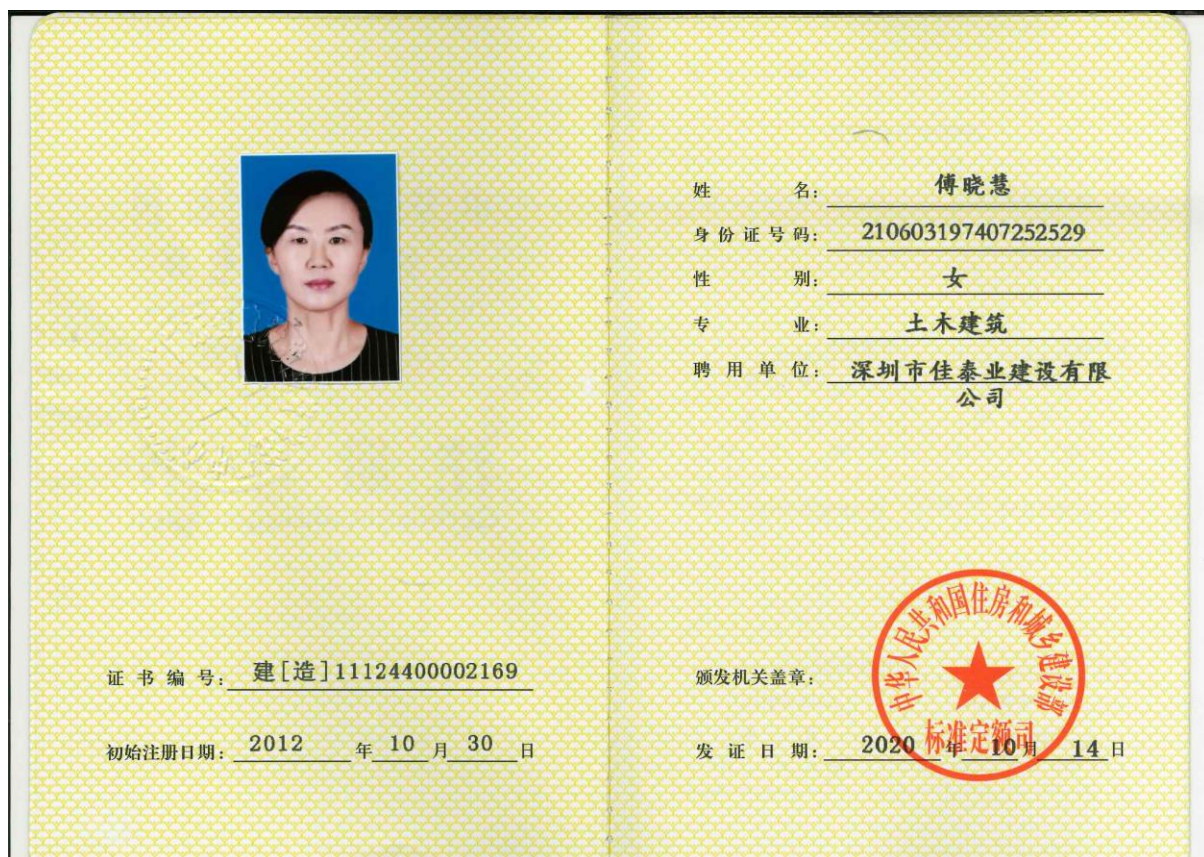 姓名：傅晓慧
身份证号码：210603197407252529
性别：女
专业：土木建筑
聘用单位：深圳市佳泰业建设有限
公司
证书编号：建[造]11124400002169
初始注册日期：2012年10月30日
颁发机关盖章：
中华人民共和国住房和城乡建设部
标准定额司
发证日期：2020年10月14日